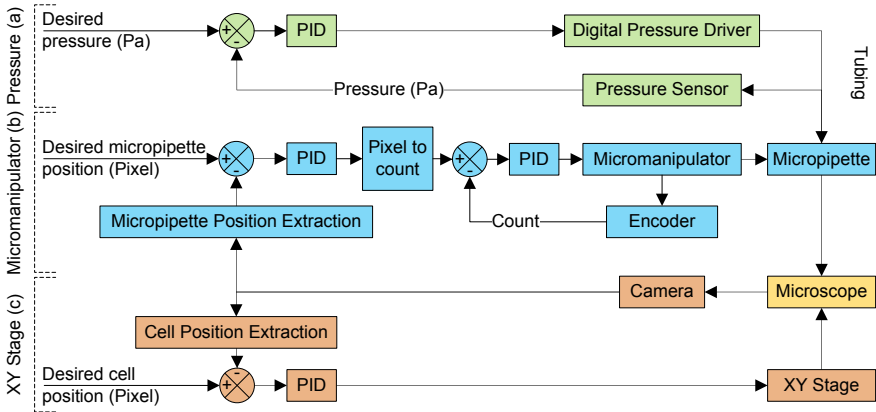 Pressure (a)
Desired
pressure (Pa)
+
-
PID
Digital Pressure Driver
Pressure (Pa)
Pressure Sensor
Tubing
Micromanipulator (b)
Desired micropipette
position (Pixel)
+
-
PID
Pixel to
count
+
-
PID
Micromanipulator
Micropipette
Micropipette Position Extraction
Count
Encoder
XY Stage (c)
Camera
Microscope
Cell Position Extraction
Desired cell
position (Pixel)
+
-
PID
XY Stage